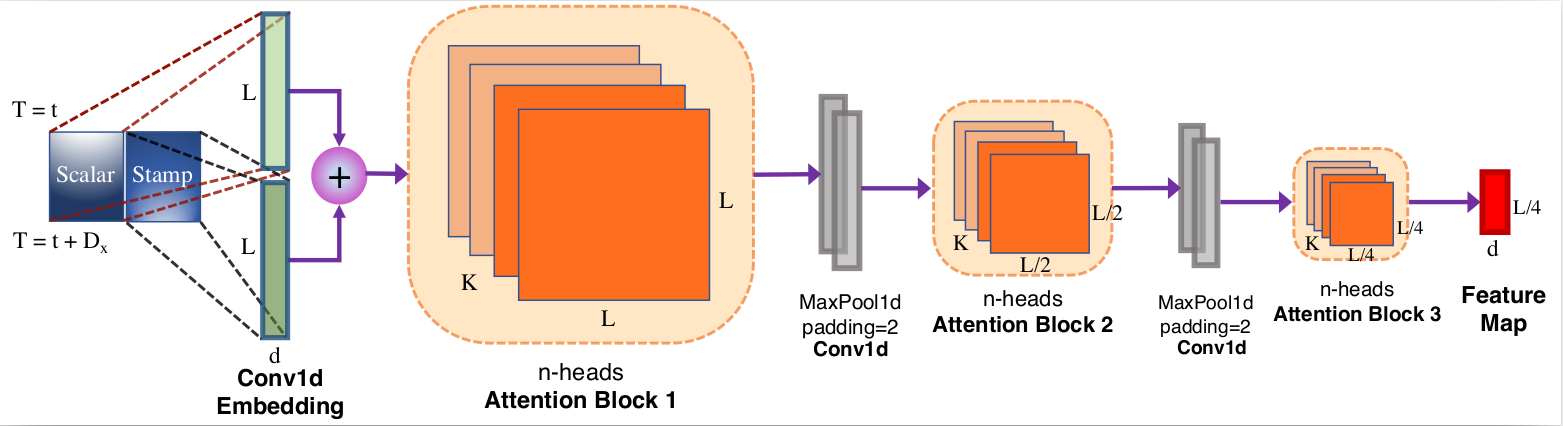 T = t
Scalar
Stamp
T = t + Dₓ
L
L
d
Conv1d
Embedding
+
K
L
L
n-heads
Attention Block 1
MaxPool1d
padding=2
Conv1d
K
L/2
L/2
n-heads
Attention Block 2
MaxPool1d
padding=2
Conv1d
K
L/4
L/4
n-heads
Attention Block 3
L/4
d
Feature
Map